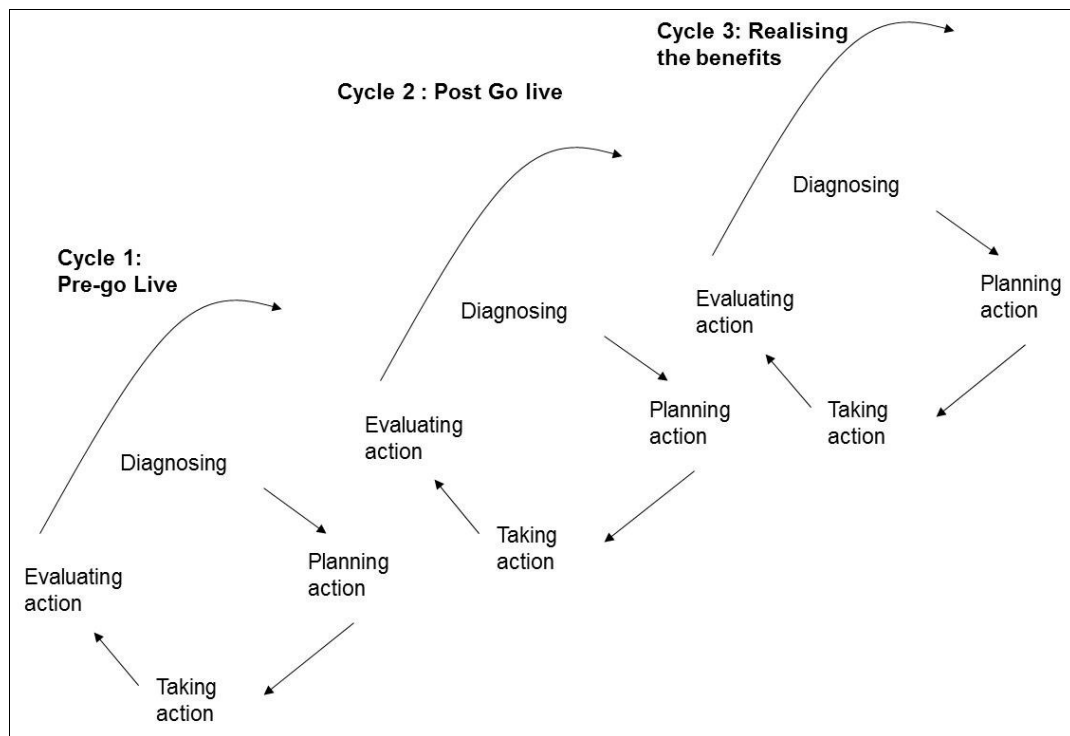 Cycle 1:
Pre-go Live
Diagnosing
Planning
action
Taking
action
Evaluating
action
Cycle 2 : Post Go live
Diagnosing
Planning
action
Taking
action
Evaluating
action
Cycle 3: Realising
the benefits
Diagnosing
Planning
action
Taking
action
Evaluating
action